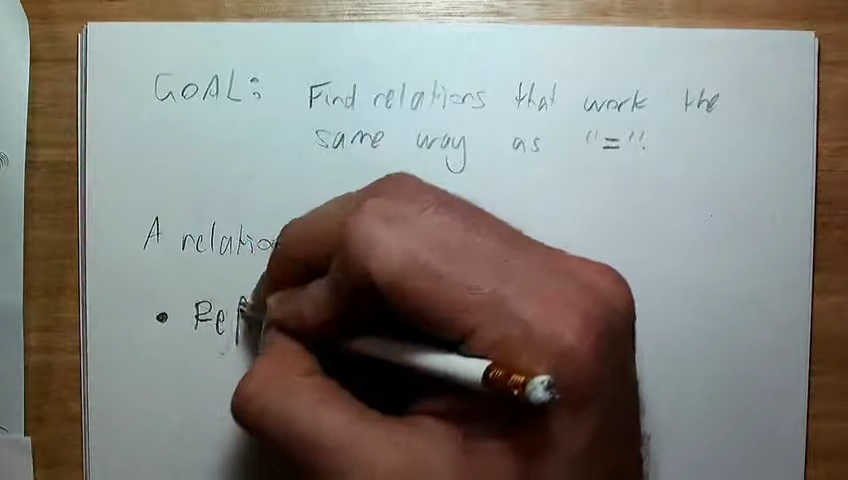 GOAL: Find relations that work the
same way as "=".
A relatio
• Ref